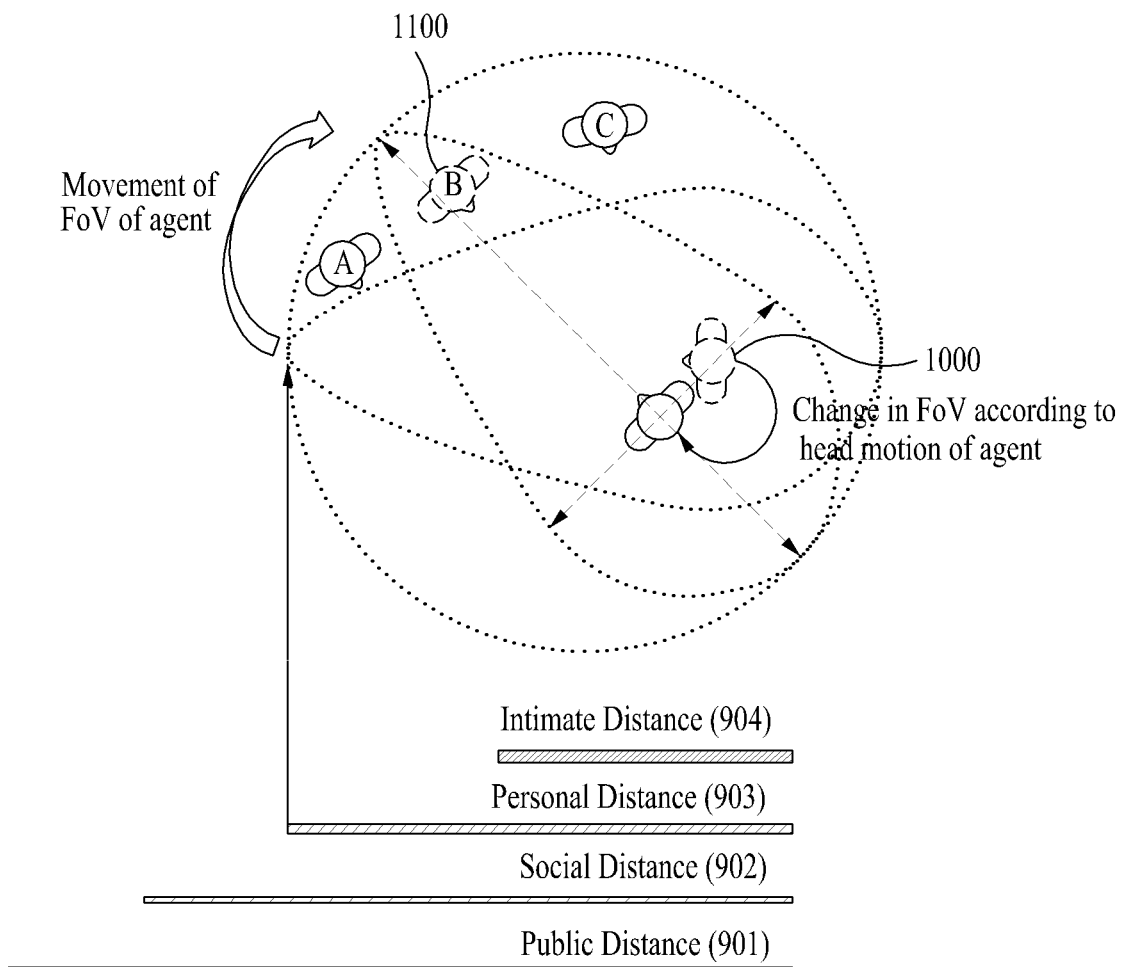 1100
C
B
Movement of
FoV of agent
A
1000
Change in FoV according to
head motion of agent
Intimate Distance (904)
Personal Distance (903)
Social Distance (902)
Public Distance (901)